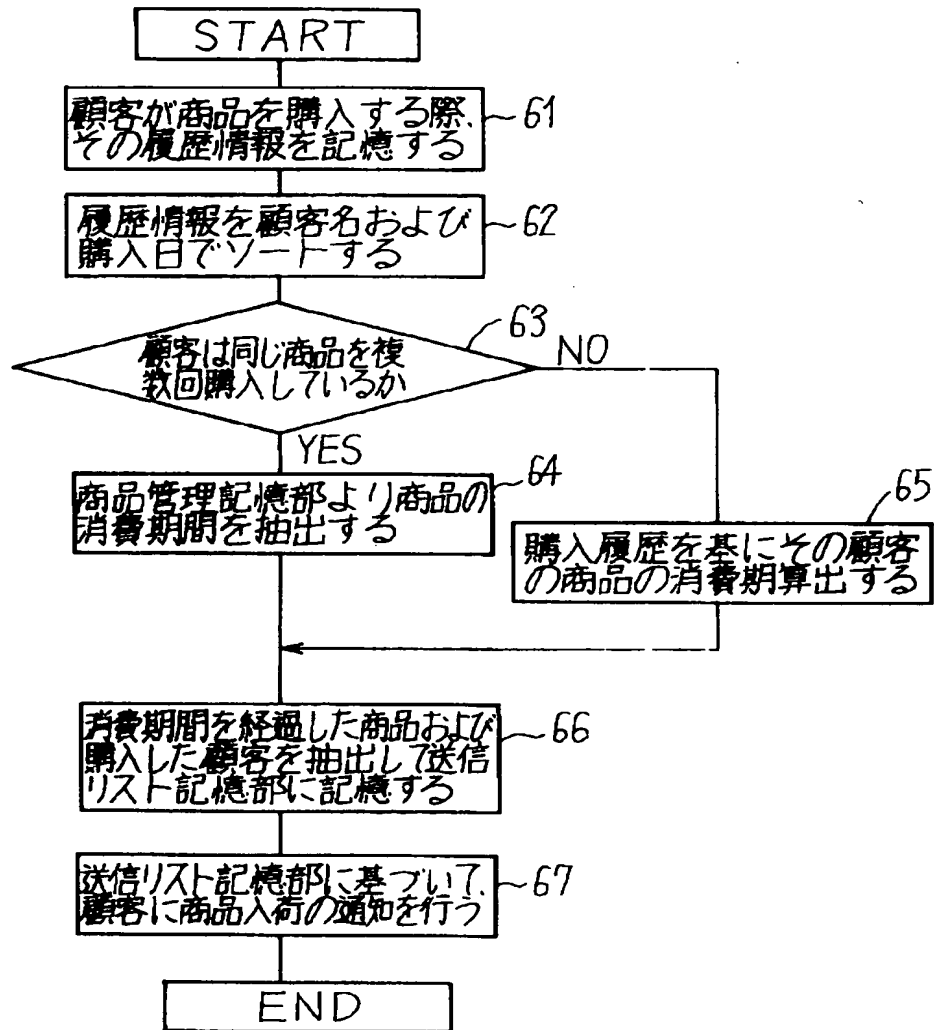 START
顧客が商品を購入する際、
その履歴情報を記憶する
61
履歴情報を顧客名および
購入日でソートする
62
63
顧客は同じ商品を複
数回購入しているか
NO
YES
64
商品管理記憶部より商品の
消費期間を抽出する
65
購入履歴を基にその顧客
の商品の消費期算出する
消費期間を経過した商品および
購入した顧客を抽出して送信
リスト記憶部に記憶する
66
送信リスト記憶部に基づいて、
顧客に商品入荷の通知を行う
67
END